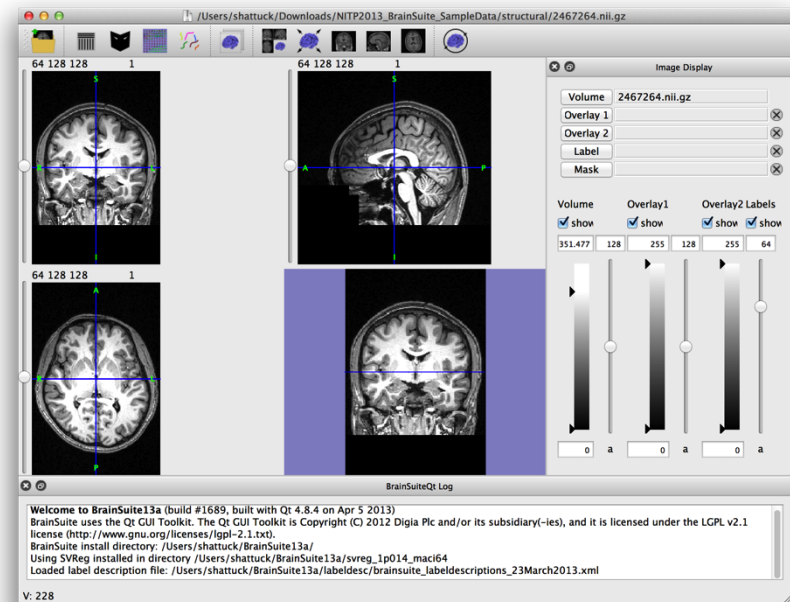 /Users/shattuck/Downloads/NITP2013_BrainSuite_SampleData/structural/2467264.nii.gz
64 128 128 1
64 128 128 1
S
S
R
L
A
P
I
I
64 128 128 1
A
R
L
P
Image Display
Volume 2467264.nii.gz
Overlay 1
Overlay 2
Label
Mask
Volume Overlay1 Overlay2 Labels
show show show show
351.477 128 255 128 255 64
0 a 0 a 0 a
BrainSuiteQt Log
Welcome to BrainSuite13a (build #1689, built with Qt 4.8.4 on Apr 5 2013)
BrainSuite uses the Qt GUI Toolkit. The Qt GUI Toolkit is Copyright (C) 2012 Digia Plc and/or its subsidiary(-ies), and it is licensed under the LGPL v2.1
license (http://www.gnu.org/licenses/lgpl-2.1.txt).
BrainSuite install directory: /Users/shattuck/BrainSuite13a/
Using SVReg installed in directory /Users/shattuck/BrainSuite13a/svreg_1p014_maci64
Loaded label description file: /Users/shattuck/BrainSuite13a/labeldesc/brainsuite_labeldescriptions_23March2013.xml
V: 228